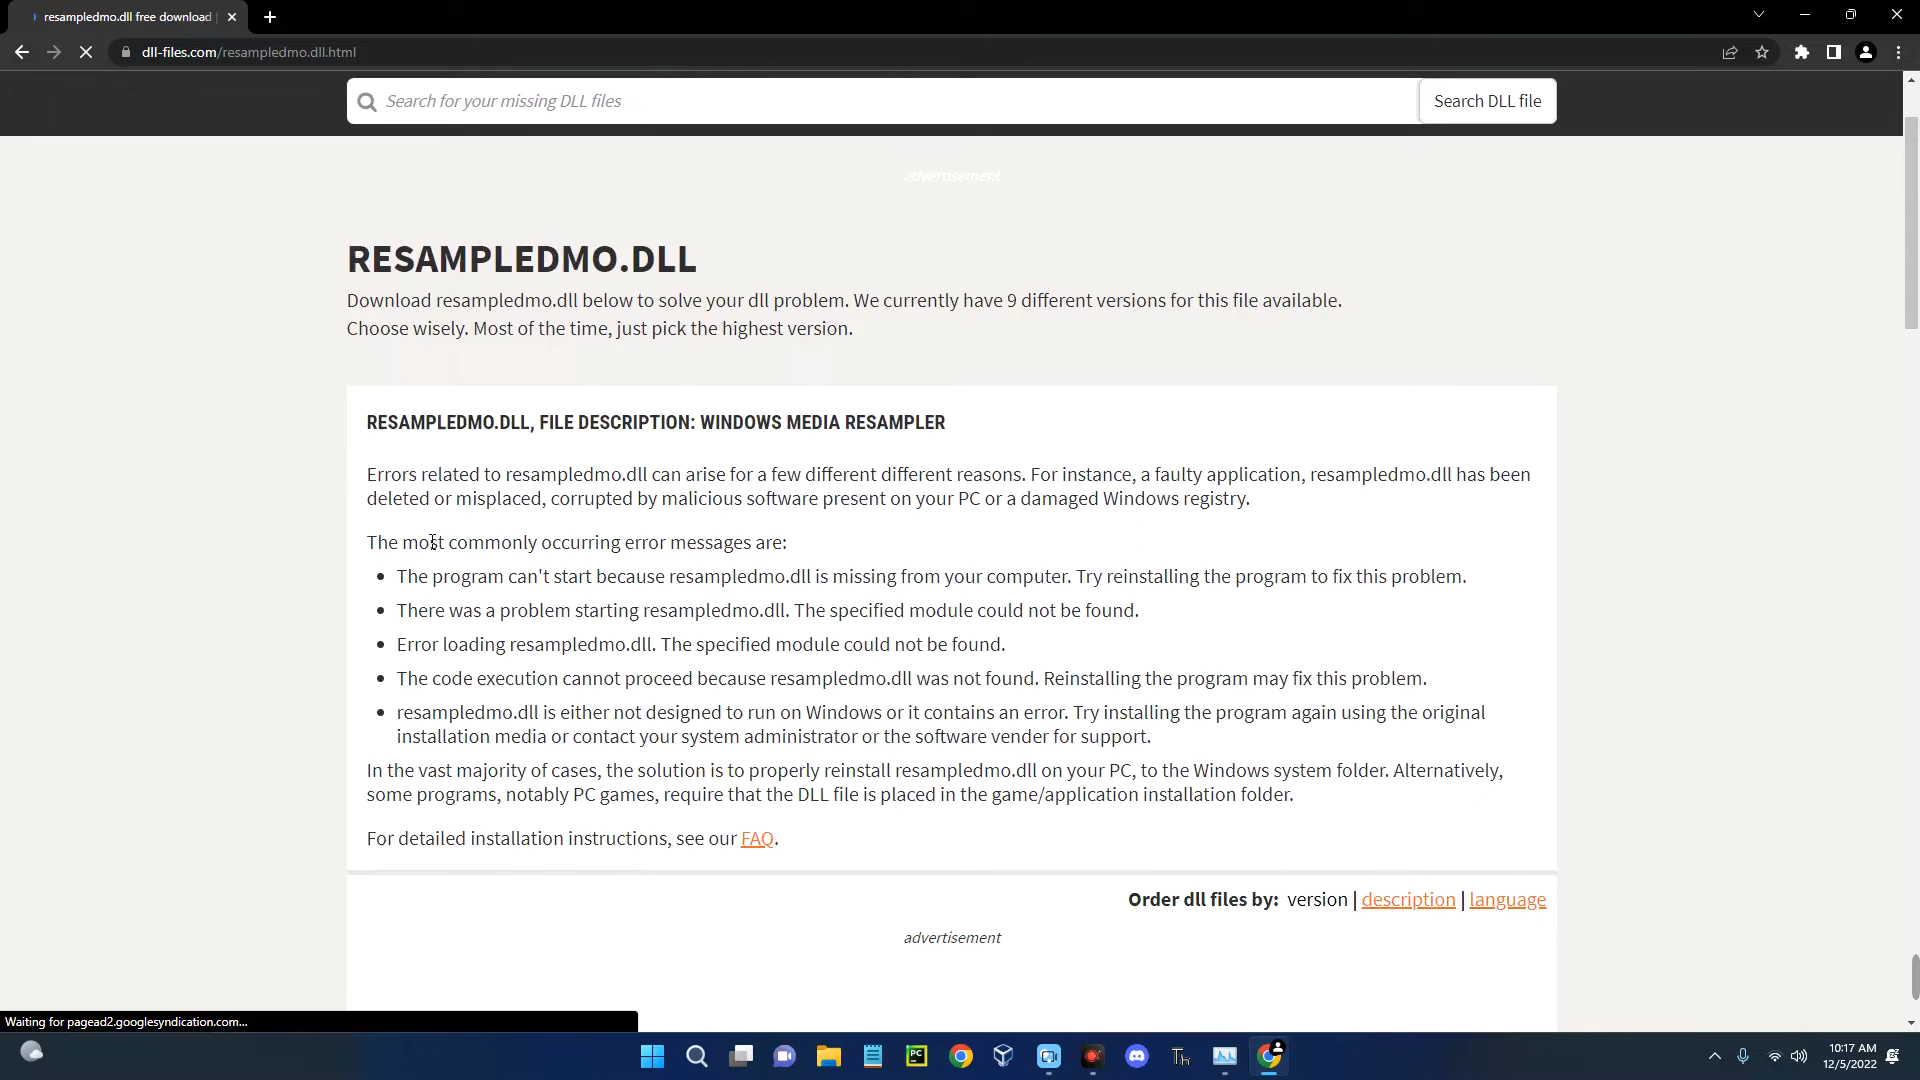 resampledmo.dll free download
dll-files.com/resampledmo.dll.html
Search for your missing DLL files
Search DLL file
advertisement
RESAMPLEDMO.DLL
Download resampledmo.dll below to solve your dll problem. We currently have 9 different versions for this file available.
Choose wisely. Most of the time, just pick the highest version.
RESAMPLEDMO.DLL, FILE DESCRIPTION: WINDOWS MEDIA RESAMPLER
Errors related to resampledmo.dll can arise for a few different different reasons. For instance, a faulty application, resampledmo.dll has been
deleted or misplaced, corrupted by malicious software present on your PC or a damaged Windows registry.
The most commonly occurring error messages are:
• The program can't start because resampledmo.dll is missing from your computer. Try reinstalling the program to fix this problem.
• There was a problem starting resampledmo.dll. The specified module could not be found.
• Error loading resampledmo.dll. The specified module could not be found.
• The code execution cannot proceed because resampledmo.dll was not found. Reinstalling the program may fix this problem.
• resampledmo.dll is either not designed to run on Windows or it contains an error. Try installing the program again using the original
installation media or contact your system administrator or the software vender for support.
In the vast majority of cases, the solution is to properly reinstall resampledmo.dll on your PC, to the Windows system folder. Alternatively,
some programs, notably PC games, require that the DLL file is placed in the game/application installation folder.
For detailed installation instructions, see our FAQ.
Order dll files by: version | description | language
advertisement
Waiting for pagead2.googlesyndication.com...
PC
Th
10:17 AM
12/5/2022